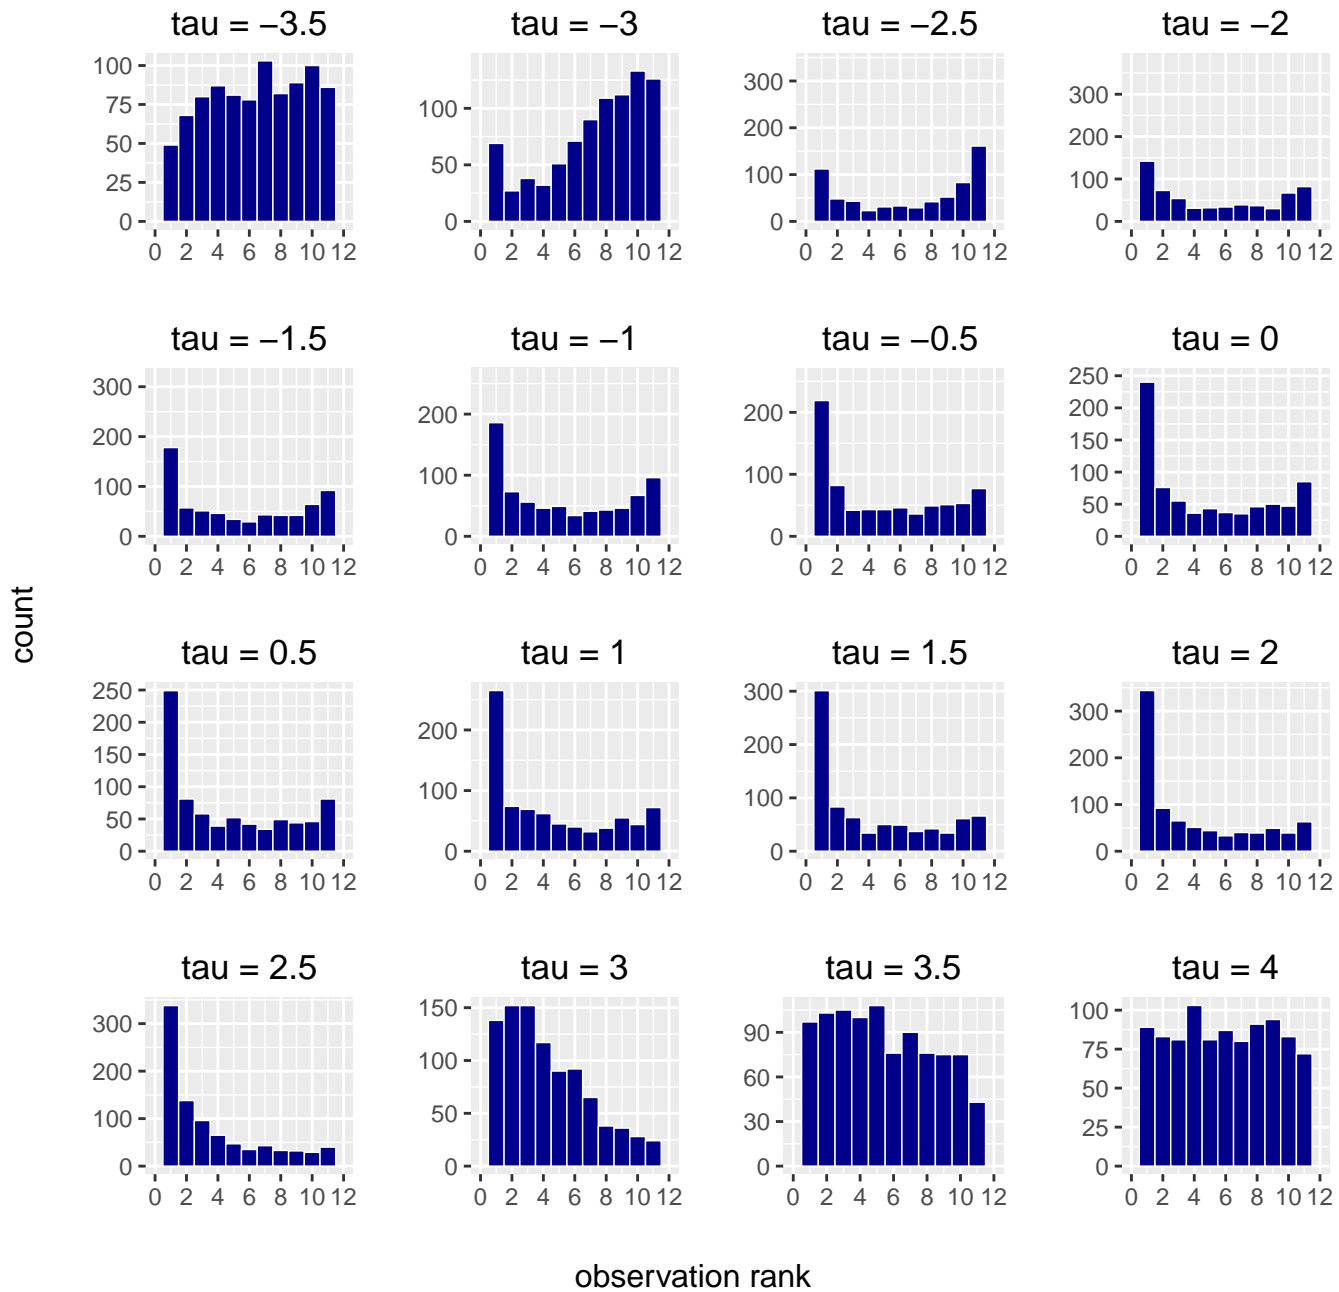 tau = −3.5 tau = −3 tau = −2.5 tau = −2
100 75 50 25 0
100 50 0
300 200 100 0
300 200 100 0
0 2 4 6 8 10 12 0 2 4 6 8 10 12 0 2 4 6 8 10 12 0 2 4 6 8 10 12
tau = −1.5 tau = −1 tau = −0.5 tau = 0
300 200 100 0
200 100 0
200 100 0
250 200 150 100 50 0
0 2 4 6 8 10 12 0 2 4 6 8 10 12 0 2 4 6 8 10 12 0 2 4 6 8 10 12
count
tau = 0.5 tau = 1 tau = 1.5 tau = 2
250 200 150 100 50 0
200 100 0
300 200 100 0
300 200 100 0
0 2 4 6 8 10 12 0 2 4 6 8 10 12 0 2 4 6 8 10 12 0 2 4 6 8 10 12
tau = 2.5 tau = 3 tau = 3.5 tau = 4
300 200 100 0
150 100 50 0
90 60 30 0
100 75 50 25 0
0 2 4 6 8 10 12 0 2 4 6 8 10 12 0 2 4 6 8 10 12 0 2 4 6 8 10 12
observation rank